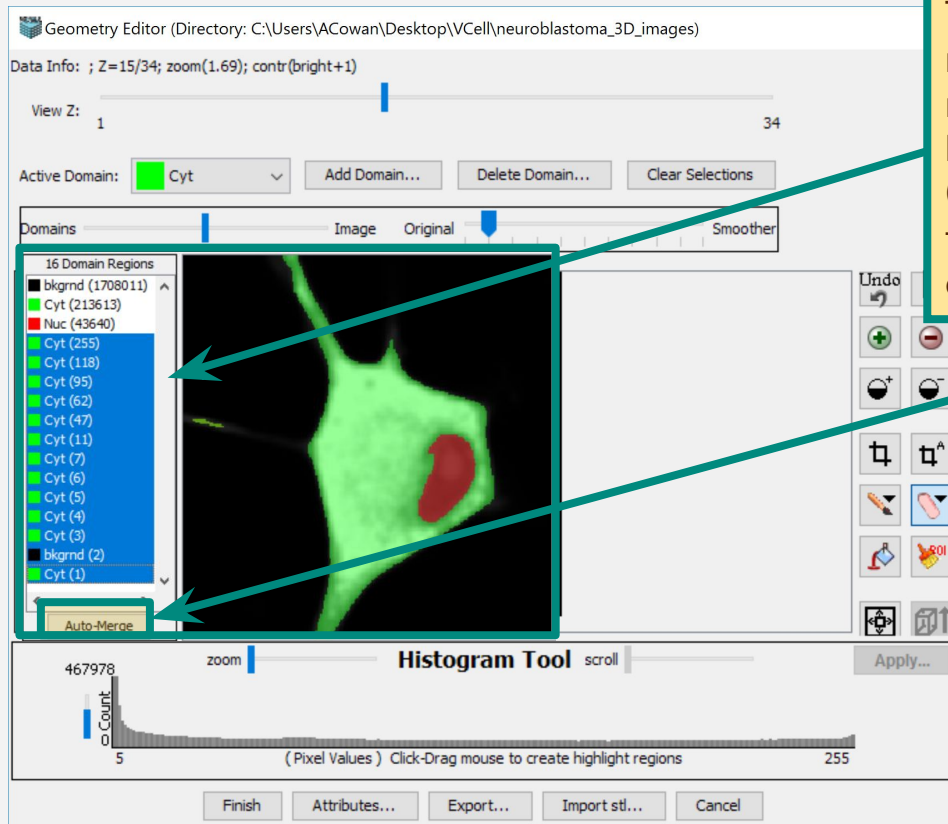 Geometry Editor (Directory: C:\Users\ACowan\Desktop\VCell\neuroblastoma_3D_images)
Data Info: ; Z=15/34; zoom(1.69); contr(bright+1)
View Z:
1 34
Active Domain: Cyt Add Domain... Delete Domain... Clear Selections
Domains Image Original Smoother
16 Domain Regions
bkgrnd (1708011)
Cyt (213613)
Nuc (43640)
Cyt (255)
Cyt (118)
Cyt (95)
Cyt (62)
Cyt (47)
Cyt (11)
Cyt (7)
Cyt (6)
Cyt (5)
Cyt (4)
Cyt (3)
bkgrnd (2)
Cyt (1)
Auto-Merge
Undo
A
ROI
467978 zoom Histogram Tool scroll Apply...
Count
0
5 ( Pixel Values ) Click-Drag mouse to create highlight regions 255
Finish Attributes... Export... Import stl... Cancel